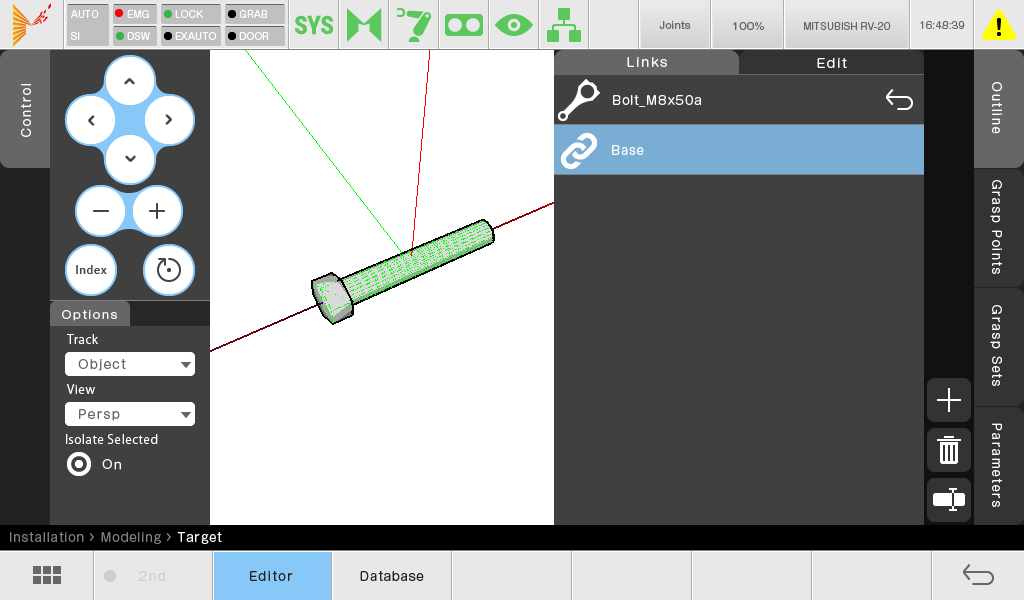 AUTO
SI
EMG
LOCK
GRAB
DSW
EXAUTO
DOOR
SYS
Joints
100%
MITSUBISH RV-20
16:48:39
Control
Index
Options
Track
Object
View
Persp
Isolate Selected
On
Links
Edit
Bolt_M8x50a
Base
Outline
Grasp Points
Grasp Sets
Parameters
Installation > Modeling > Target
2nd
Editor
Database